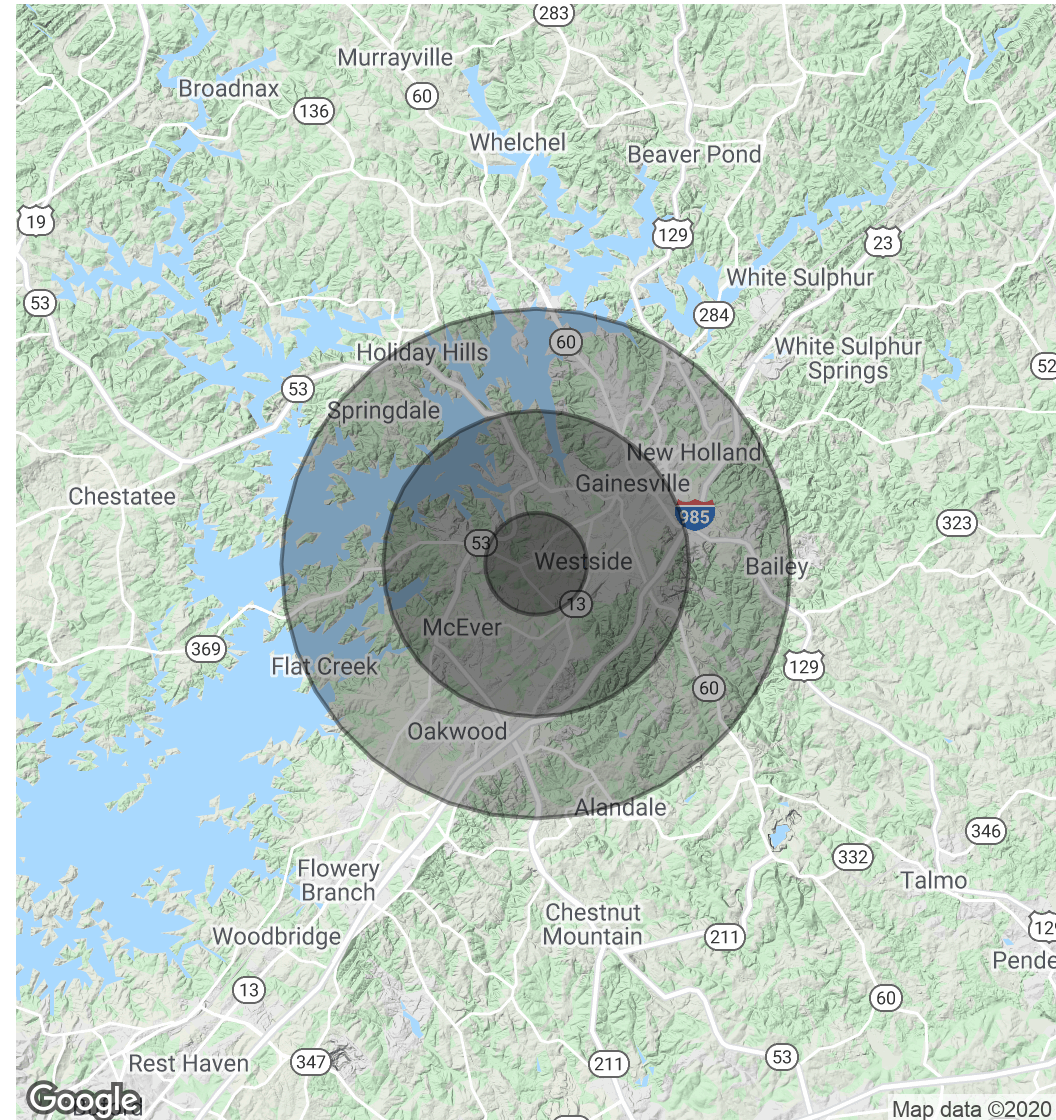 283
Murrayville
Broadnax
60
136
Whelchel
Beaver Pond
19
129
23
White Sulphur
53
284
60
White Sulphur
Springs
Holiday Hills
52
53
Springdale
New Holland
Gainesville
Chestatee
985
323
53
Westside
Bailey
13
McEver
369
Flat Creek
129
60
Oakwood
Alandale
346
332
Flowery
Branch
Talmo
Chestnut
Mountain
Woodbridge
211
129
Pende
13
60
Rest Haven
347
211
53
Google
Map data ©2020